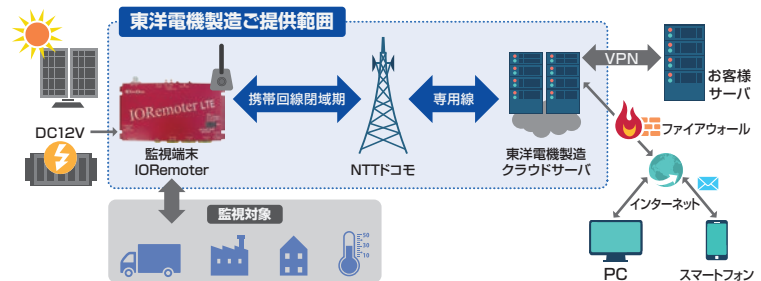 東洋電機製造ご提供範囲
IORemoter LTE
DC12V
監視端末
IORemoter
携帯回線閉域期
NTTドコモ
専用線
東洋電機製造
クラウドサーバ
VPN
お客様
サーバ
ファイアウォール
インターネット
PC
スマートフォン
監視対象
50
30
10